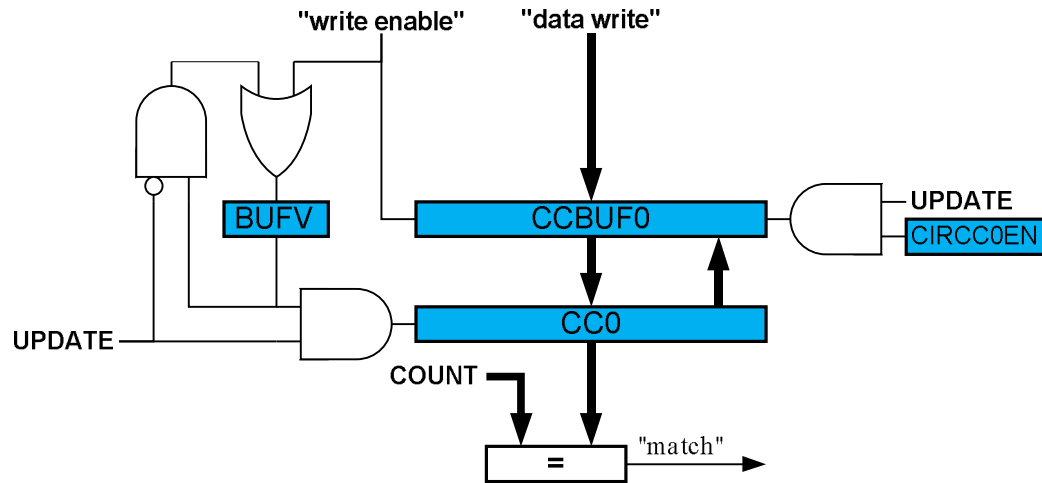 "write enable"
"data write"
BUFV
CCBUF0
UPDATE
CIRCC0EN
CC0
UPDATE
COUNT
=
"match"